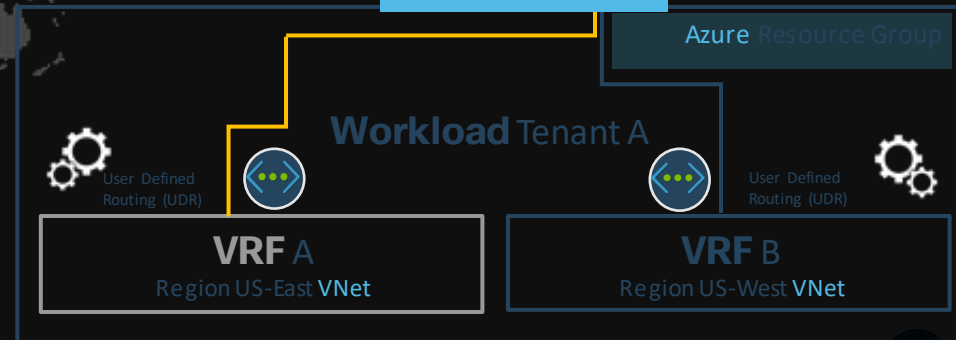 Azure Resource Group
Workload Tenant A
User Defined
Routing (UDR)
User Defined
Routing (UDR)
VRF A
Region US-East VNet
VRF B
Region US-West VNet